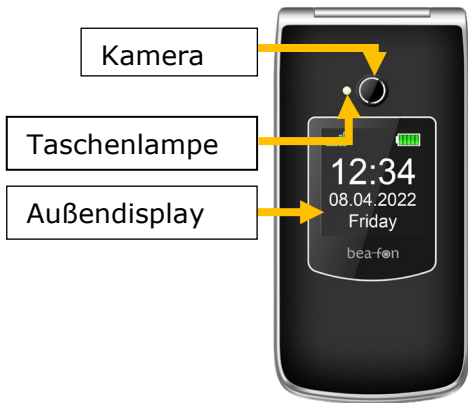 Kamera
Taschenlampe
Außendisplay
12:34
08.04.2022
Friday
bea-fon